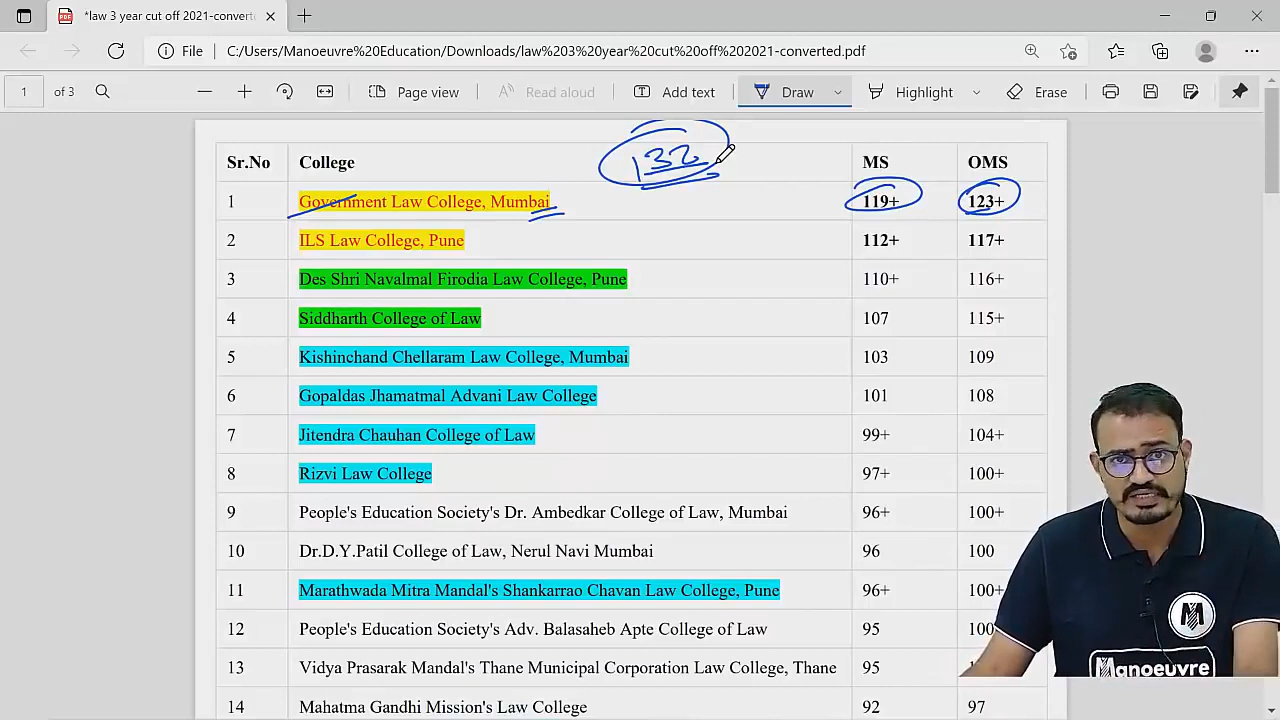 *law 3 year cut off 2021-converte
File
C:/Users/Manoeuvre%20Education/Downloads/law%203%20year%20cut%20off%202021-converted.pdf
1 of 3
Page view
Read aloud
Add text
Draw
Highlight
Erase
132
Sr.No College MS OMS
1 Government Law College, Mumbai 119+ 123+
2 ILS Law College, Pune 112+ 117+
3 Des Shri Navalmal Firodia Law College, Pune 110+ 116+
4 Siddharth College of Law 107 115+
5 Kishinchand Chellaram Law College, Mumbai 103 109
6 Gopaldas Jhamatmal Advani Law College 101 108
7 Jitendra Chauhan College of Law 99+ 104+
8 Rizvi Law College 97+ 100+
9 People's Education Society's Dr. Ambedkar College of Law, Mumbai 96+ 100+
10 Dr.D.Y.Patil College of Law, Nerul Navi Mumbai 96 100
11 Marathwada Mitra Mandal's Shankarrao Chavan Law College, Pune 96+ 100+
12 People's Education Society's Adv. Balasaheb Apte College of Law 95 100
13 Vidya Prasarak Mandal's Thane Municipal Corporation Law College, Thane 95
14 Mahatma Gandhi Mission's Law College 92 97
M
Manoeuvre